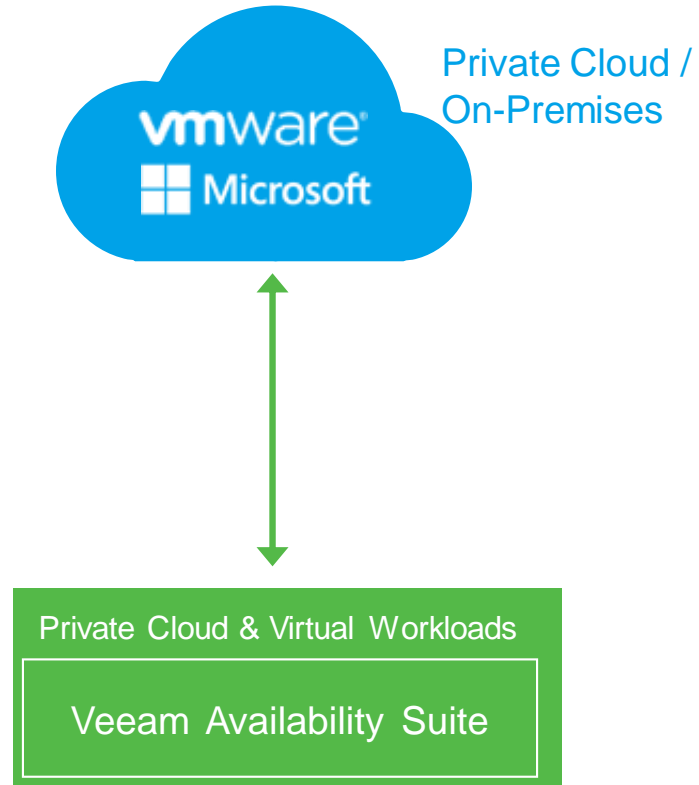 Private Cloud /
On-Premises
vmware®
Microsoft
Private Cloud & Virtual Workloads
Veeam Availability Suite